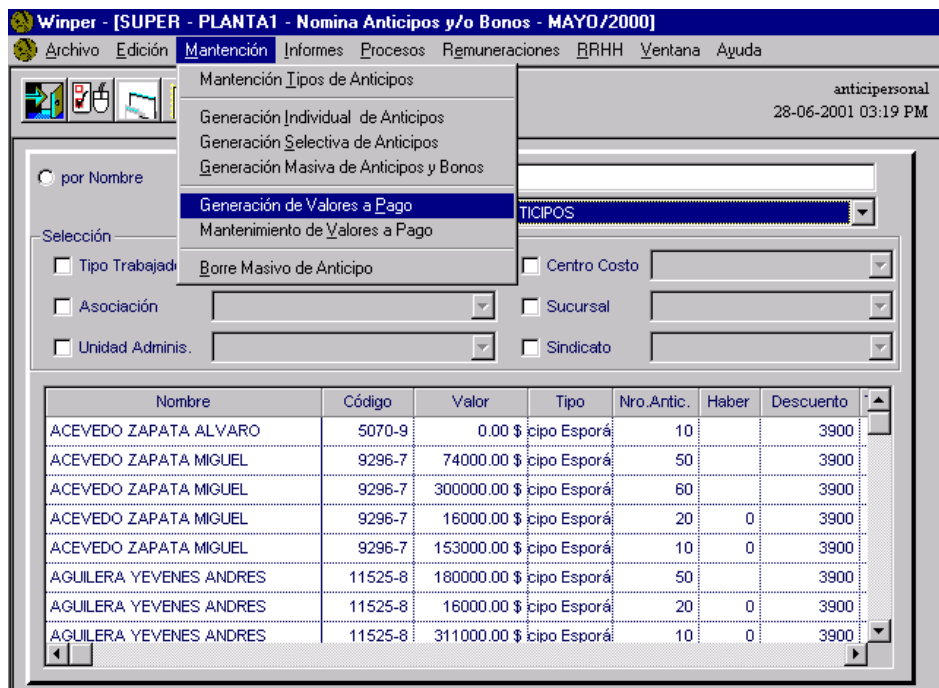 Winper - [SUPER - PLANTA1 - Nomina Anticipos y/o Bonos - MAYO/2000]
Archivo Edición Mantención Informes Procesos Remuneraciones RRHH Ventana Ayuda
Mantención Tipos de Anticipos
Generación Individual de Anticipos
Generación Selectiva de Anticipos
Generación Masiva de Anticipos y Bonos
Generación de Valores a Pago
Mantenimiento de Valores a Pago
Borre Masivo de Anticipo
anticipersonal
28-06-2001 03:19 PM
por Nombre
TICIPOS
Selección
Tipo Trabajad Centro Costo
Asociación Sucursal
Unidad Adminis. Sindicato
Nombre Código Valor Tipo Nro.Antic. Haber Descuento
ACEVEDO ZAPATA ALVARO 5070-9 0.00 $ cipo Esporá 10 3900
ACEVEDO ZAPATA MIGUEL 9296-7 74000.00 $ cipo Esporá 50 3900
ACEVEDO ZAPATA MIGUEL 9296-7 300000.00 $ cipo Esporá 60 3900
ACEVEDO ZAPATA MIGUEL 9296-7 16000.00 $ cipo Esporá 20 0 3900
ACEVEDO ZAPATA MIGUEL 9296-7 153000.00 $ cipo Esporá 10 0 3900
AGUILERA YEVENES ANDRES 11525-8 180000.00 $ cipo Esporá 50 3900
AGUILERA YEVENES ANDRES 11525-8 16000.00 $ cipo Esporá 20 0 3900
AGUILERA YEVENES ANDRES 11525-8 311000.00 $ cipo Esporá 10 0 3900